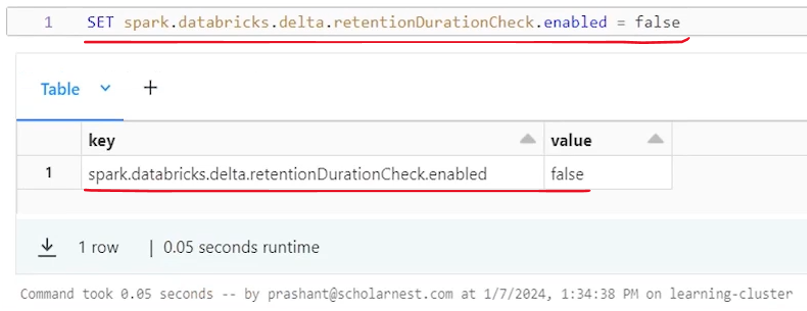 1 SET spark.databricks.delta.retentionDurationCheck.enabled = false
Table +
key value
1 spark.databricks.delta.retentionDurationCheck.enabled false
1 row | 0.05 seconds runtime
Command took 0.05 seconds -- by prashant@scholarnest.com at 1/7/2024, 1:34:38 PM on learning-cluster